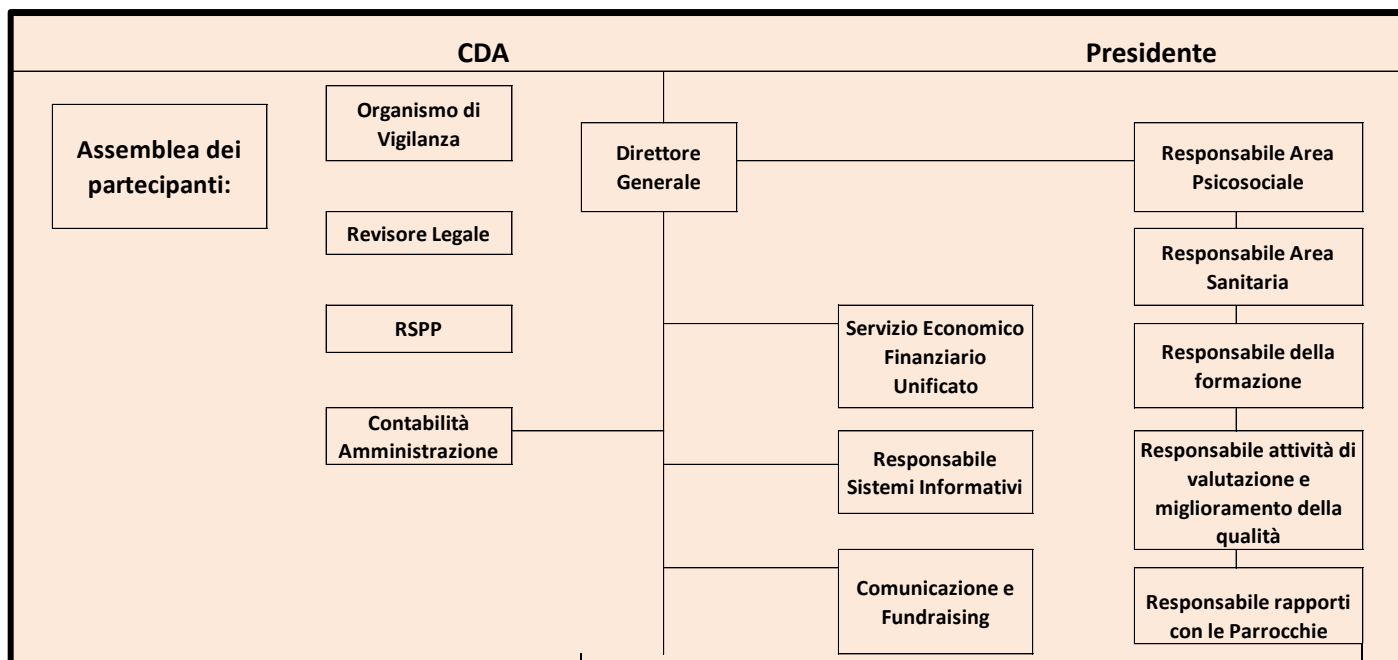 CDA
Presidente
Assemblea dei
partecipanti:
Organismo di
Vigilanza
Revisore Legale
RSPP
Contabilità
Amministrazione
Direttore
Generale
Servizio Economico
Finanziario
Unificato
Responsabile
Sistemi Informativi
Comunicazione e
Fundraising
Responsabile Area
Psicosociale
Responsabile Area
Sanitaria
Responsabile della
formazione
Responsabile attività di
valutazione e
miglioramento della
qualità
Responsabile rapporti
con le Parrocchie